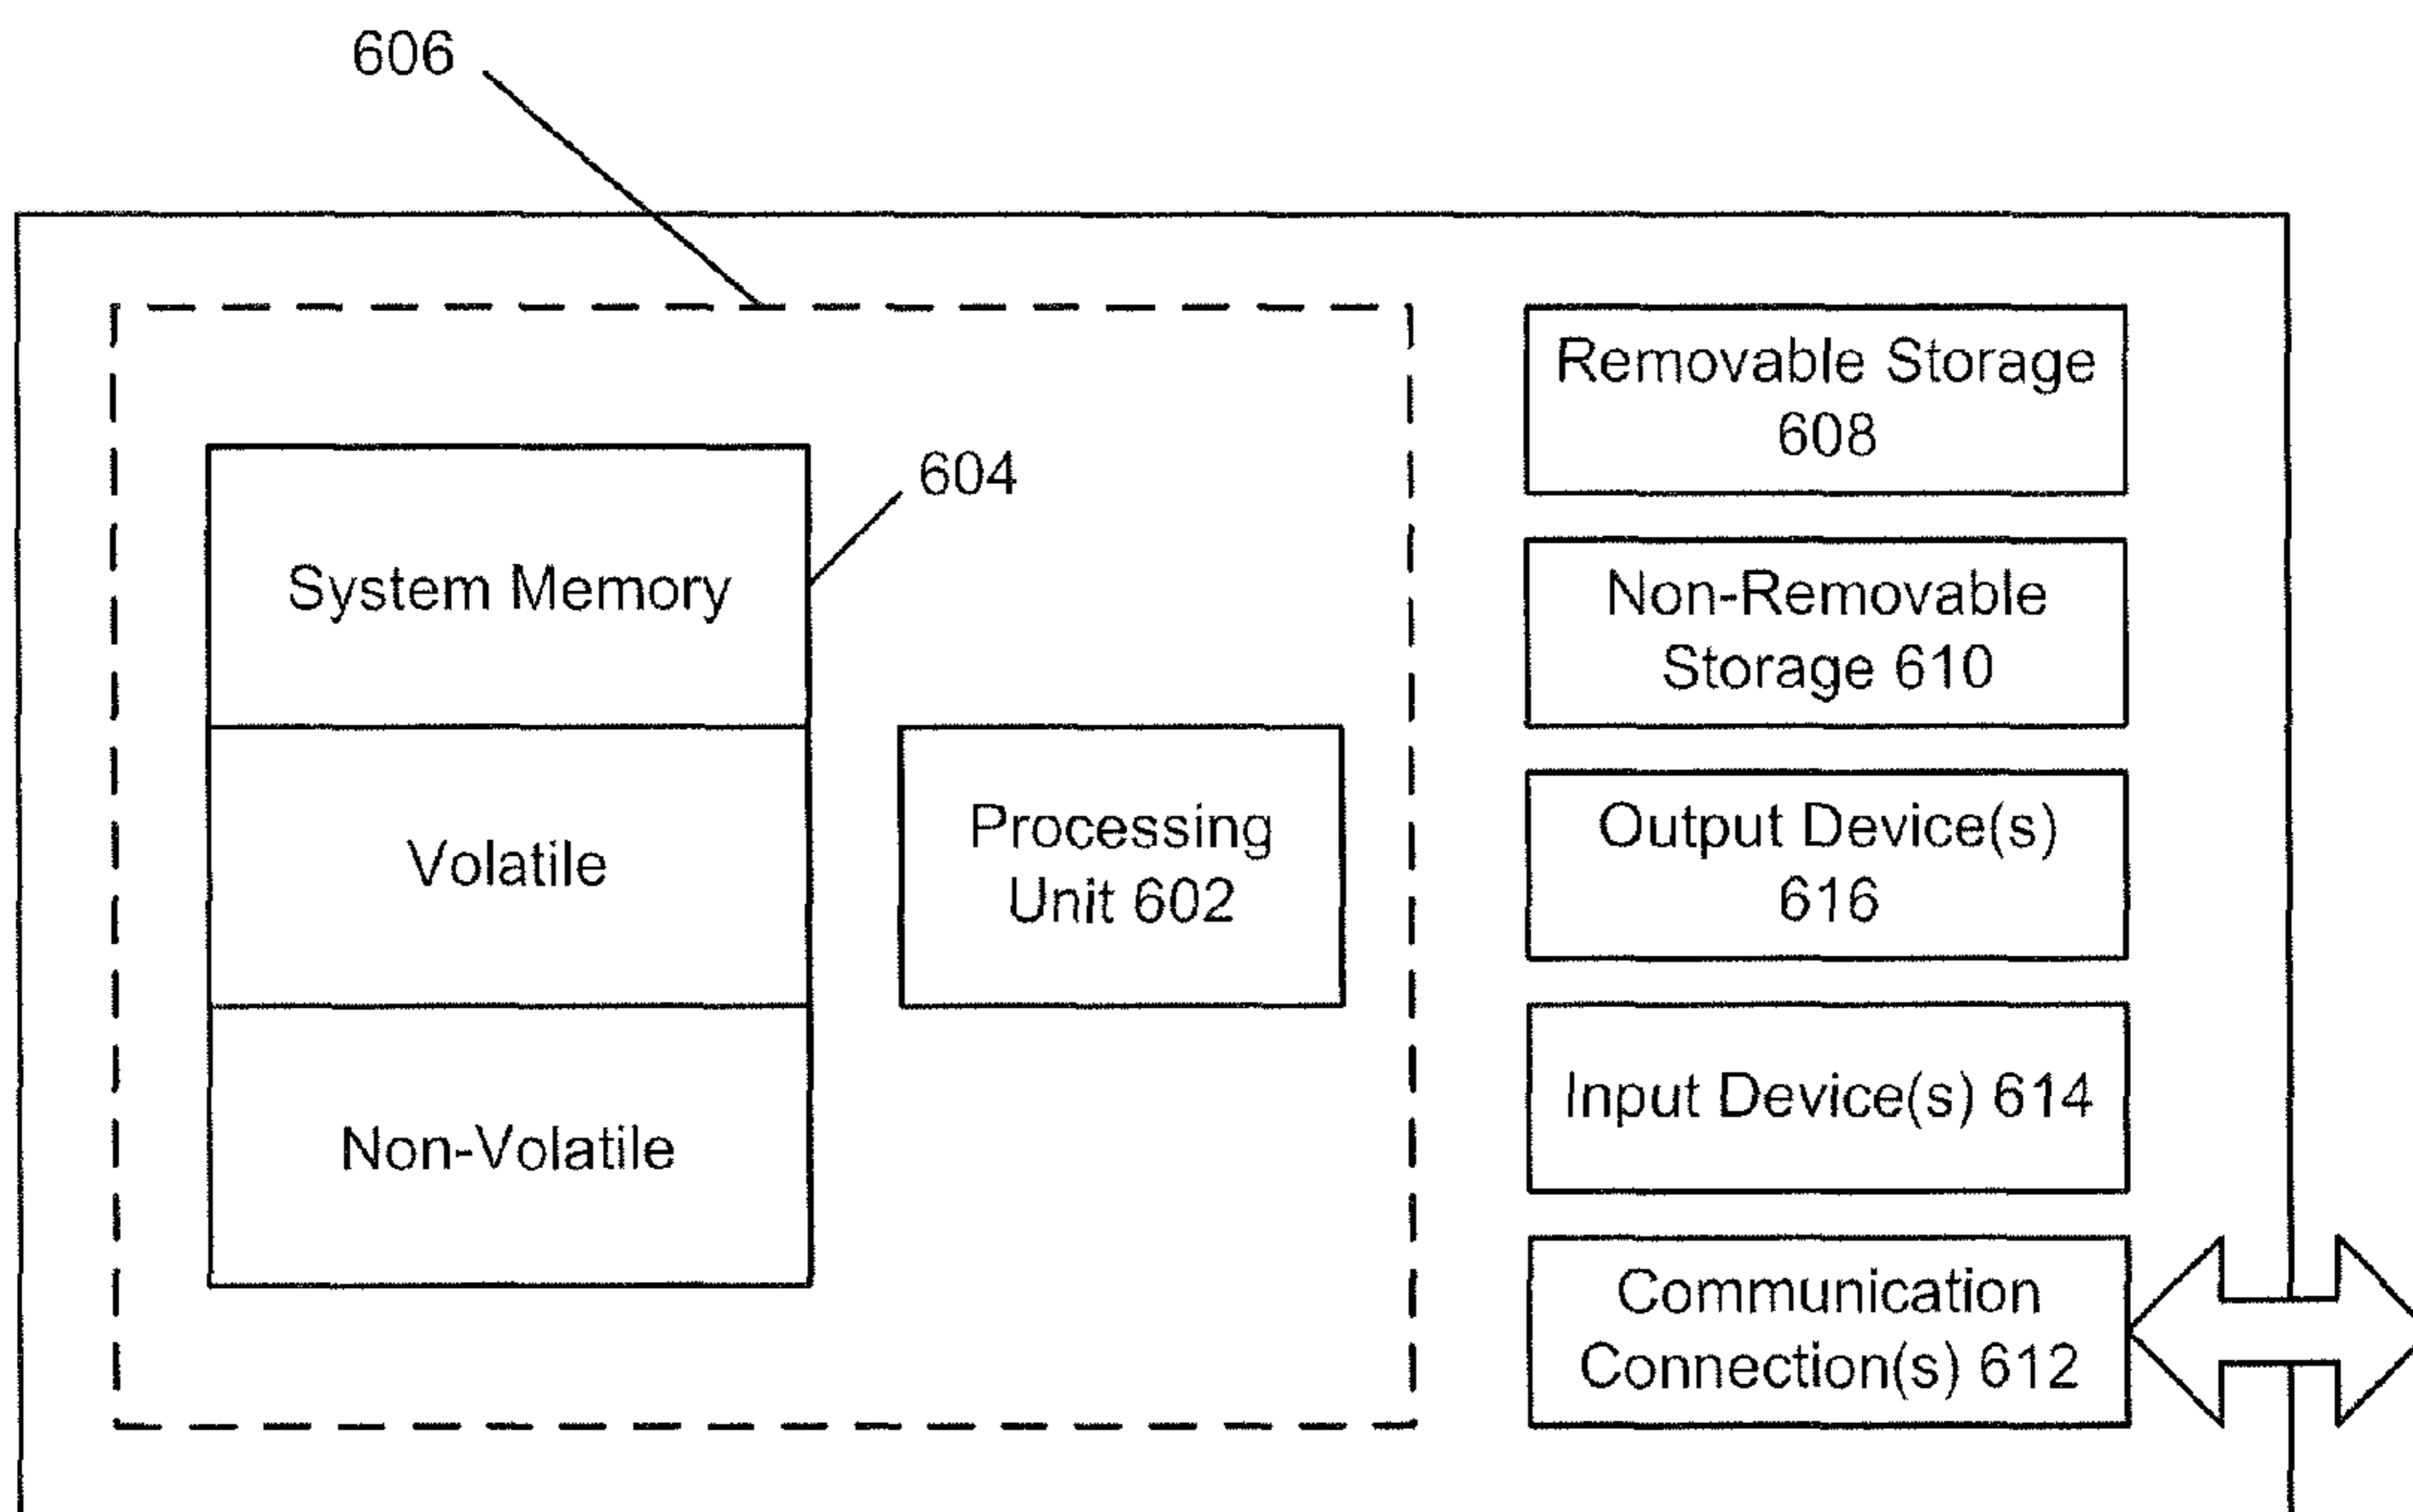 606
604
System Memory
Volatile
Non-Volatile
Processing
Unit 602
Removable Storage
608
Non-Removable
Storage 610
Output Device(s)
616
Input Device(s) 614
Communication
Connection(s) 612